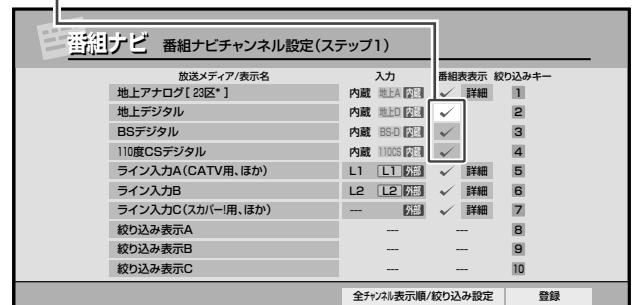 番組ナビ 番組ナビチャンネル設定(ステップ1)
放送メディア/表示名 入力 番組表表示 絞り込みキー
地上アナログ[23区*] 内蔵 地上A 内蔵 ✓ 詳細 1
地上デジタル 内蔵 地上D 内蔵 ✓ 2
BSデジタル 内蔵 BS-D 内蔵 ✓ 3
110度CSデジタル 内蔵 110CS 内蔵 ✓ 4
ライン入力A(CATV用、ほか) L1 L1 外部 ✓ 詳細 5
ライン入力B L2 L2 外部 ✓ 詳細 6
ライン入力C(スカパー!用、ほか) --- 外部 ✓ 詳細 7
絞り込み表示A --- --- 8
絞り込み表示B --- --- 9
絞り込み表示C --- --- 10
全チャンネル表示順/絞り込み設定 登録